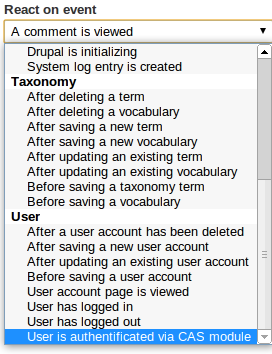 React on event
A comment is viewed
Drupal is initializing
System log entry is created
Taxonomy
After deleting a term
After deleting a vocabulary
After saving a new term
After saving a new vocabulary
After updating an existing term
After updating an existing vocabulary
Before saving a taxonomy term
Before saving a vocabulary
User
After a user account has been deleted
After saving a new user account
After updating an existing user account
Before saving a user account
User account page is viewed
User has logged in
User has logged out
User is authentificated via CAS module